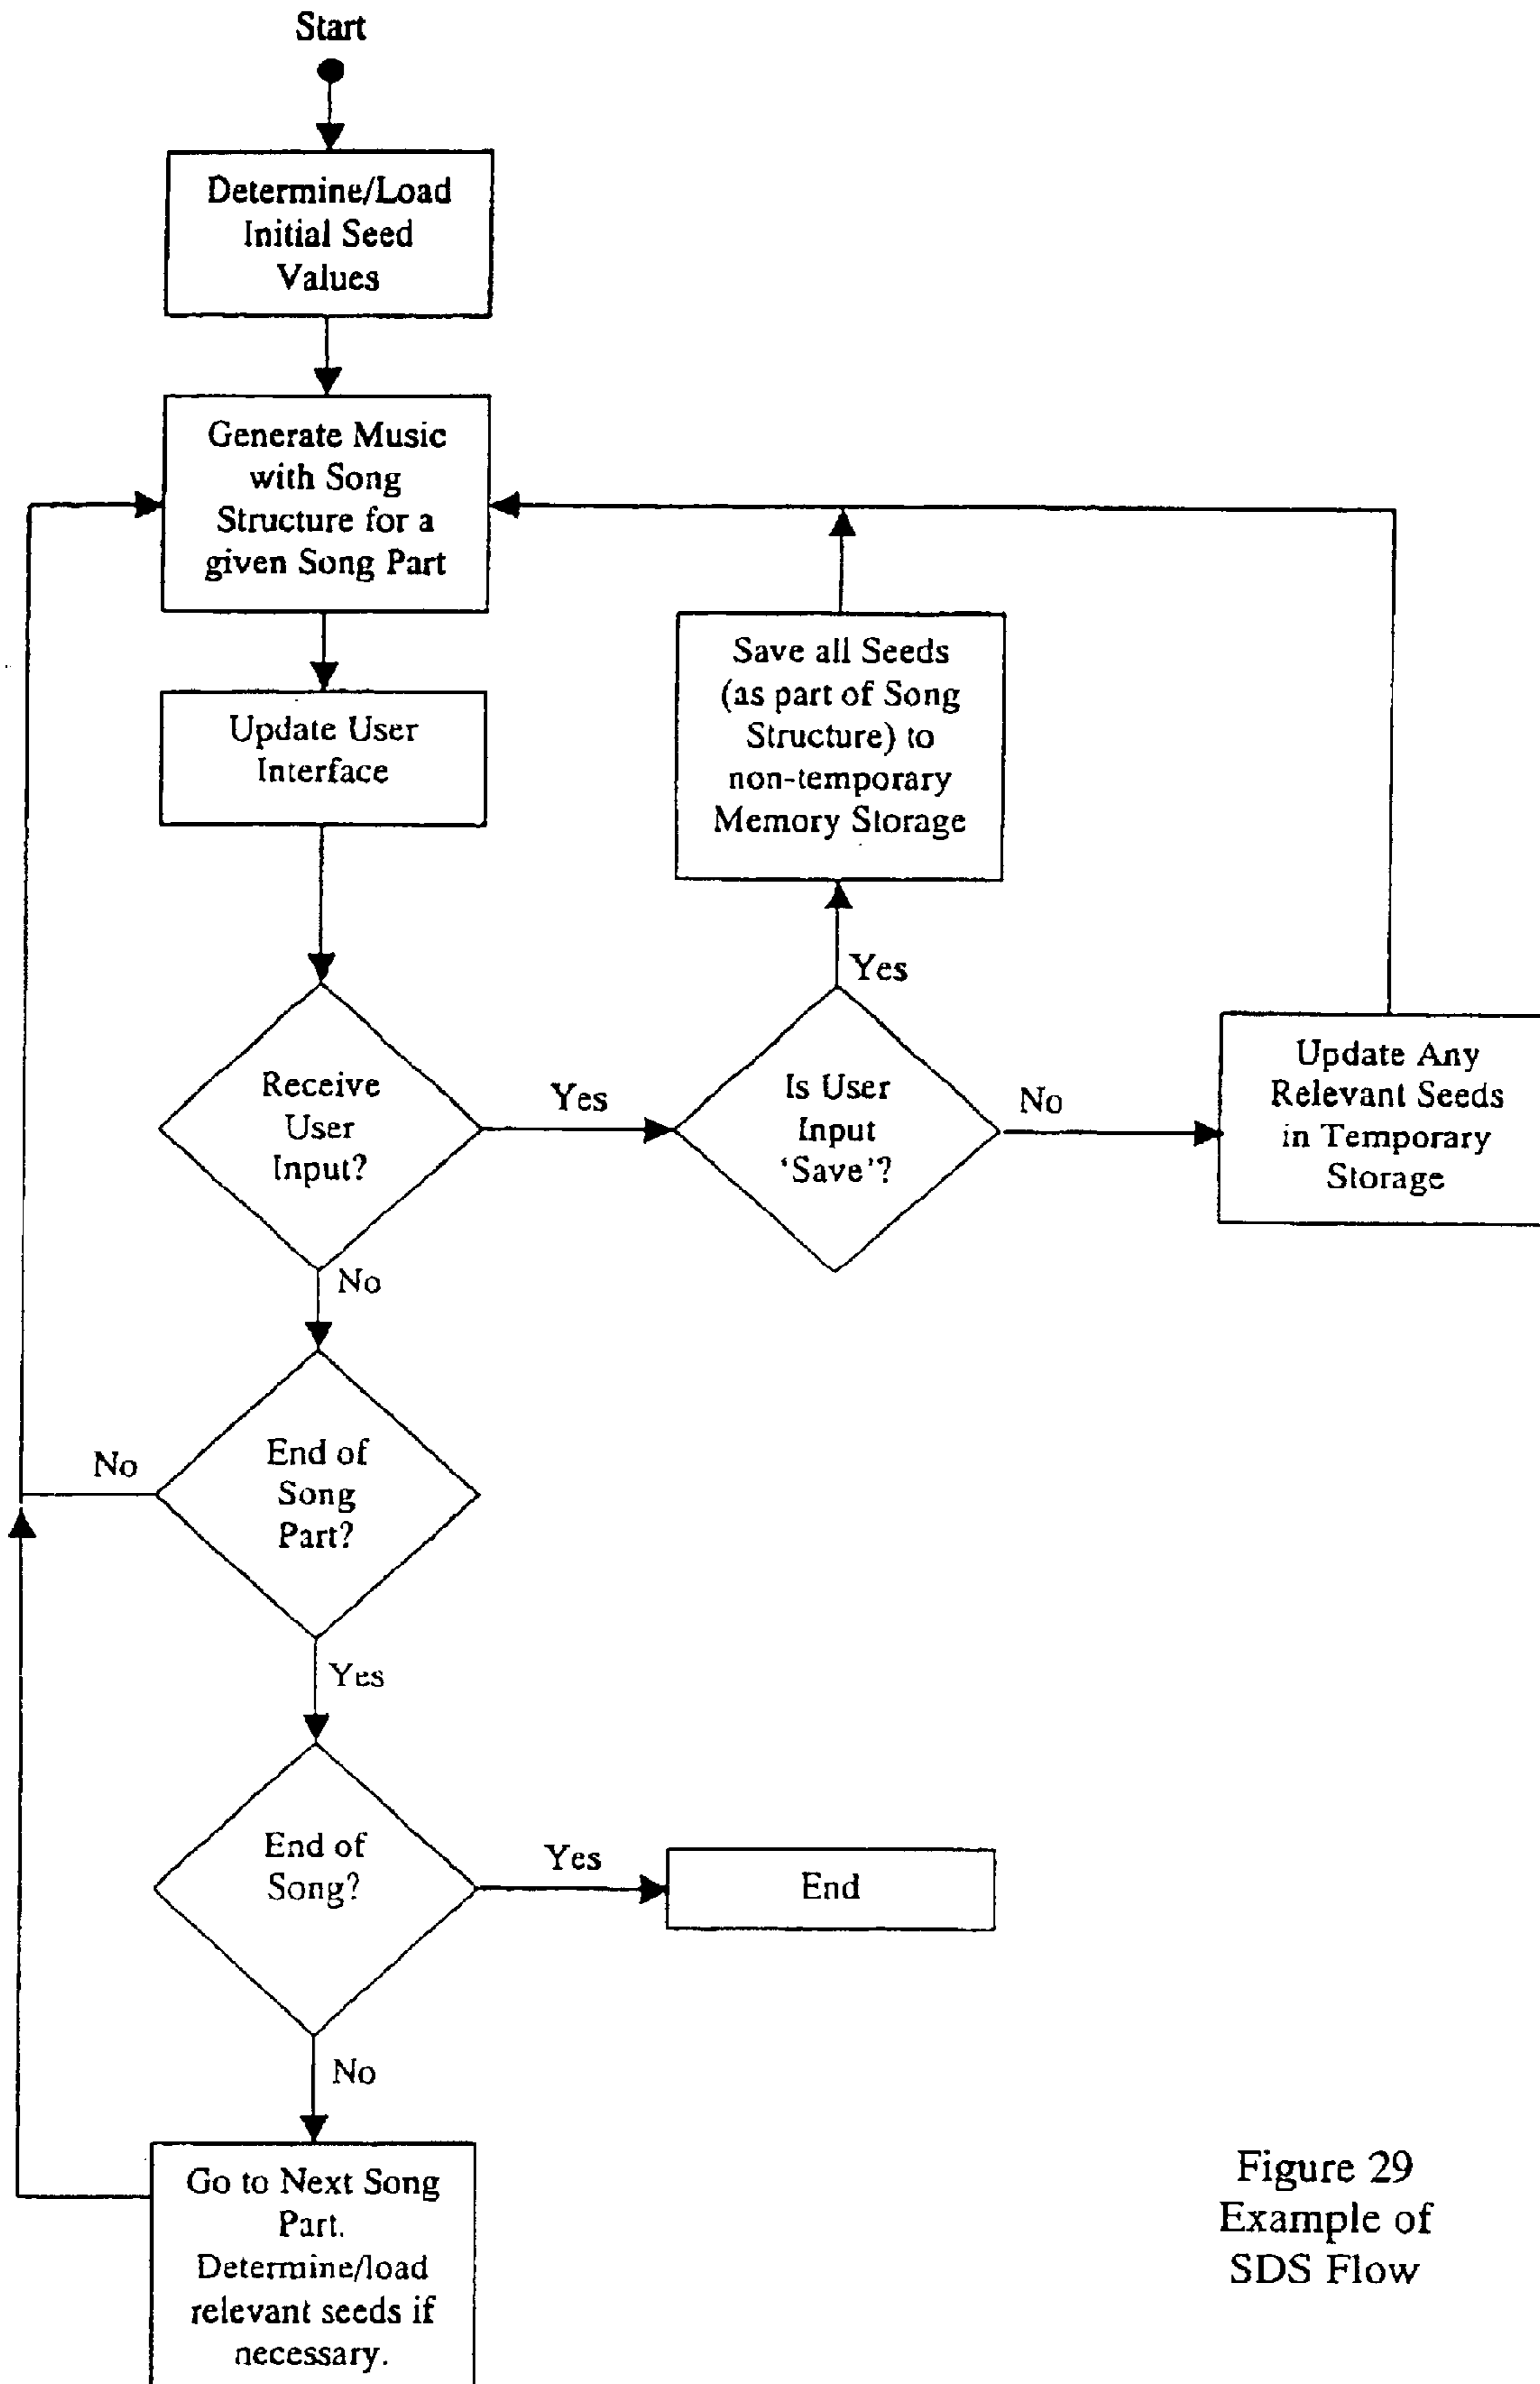 Start
Determine/Load
Initial Seed
Values
Generate Music
with Song
Structure for a
given Song Part
Update User
Interface
Save all Seeds
(as part of Song
Structure) to
non-temporary
Memory Storage
Yes
Receive
User
Input?
Yes
Is User
Input
‘Save’?
No
Update Any
Relevant Seeds
in Temporary
Storage
No
End of
Song
Part?
No
Yes
End of
Song?
Yes
End
No
Go to Next Song
Part.
Determine/load
relevant seeds if
necessary.
Figure 29
Example of
SDS Flow